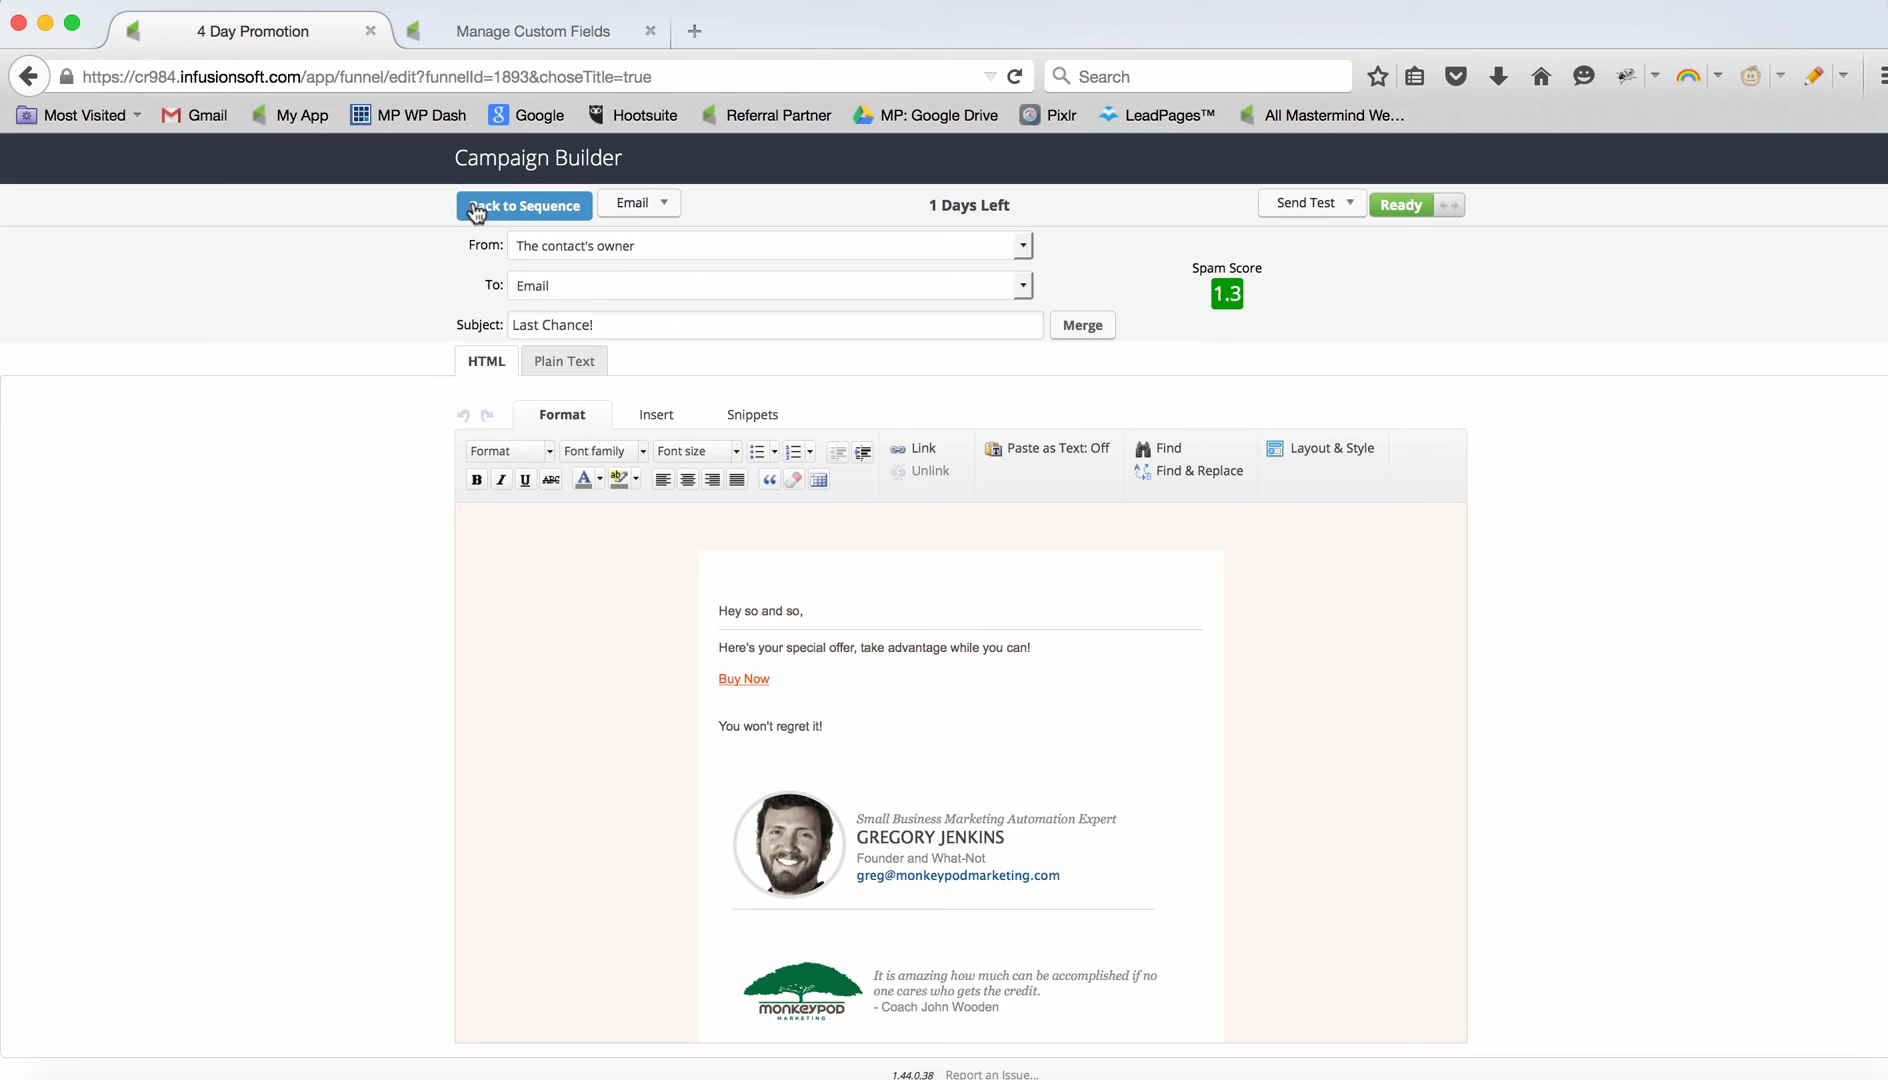 4 Day Promotion
Manage Custom Fields
https://cr984.infusionsoft.com/app/funnel/edit?funnelId=1893&choseTitle=true
Search
Most Visited
Gmail
My App
MP WP Dash
Google
Hootsuite
Referral Partner
MP: Google Drive
Pixlr
LeadPages™
All Mastermind We...
Campaign Builder
Back to Sequence
Email
1 Days Left
Send Test
Ready
From:
The contact's owner
To:
Email
Spam Score
1.3
Subject:
Last Chance!
Merge
HTML
Plain Text
Format
Insert
Snippets
Format
Font family
Font size
Link
Unlink
Paste as Text: Off
Find
Find & Replace
Layout & Style
B I U ABC
Hey so and so,
Here's your special offer, take advantage while you can!
Buy Now
You won't regret it!
Small Business Marketing Automation Expert
GREGORY JENKINS
Founder and What-Not
greg@monkeypodmarketing.com
MONKEYPOD
MARKETING
It is amazing how much can be accomplished if no
one cares who gets the credit.
- Coach John Wooden
1.44.0.38
Report an Issue...